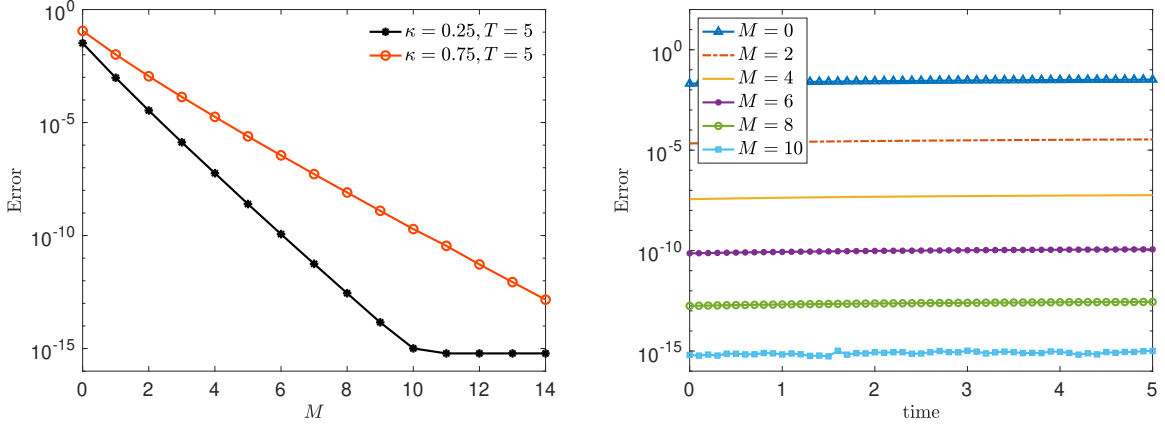 10^0
10^-5
10^-10
10^-15
Error
0 2 4 6 8 10 12 14
M
κ = 0.25, T = 5
κ = 0.75, T = 5
10^0
10^-5
10^-10
10^-15
Error
0 1 2 3 4 5
time
M = 0
M = 2
M = 4
M = 6
M = 8
M = 10